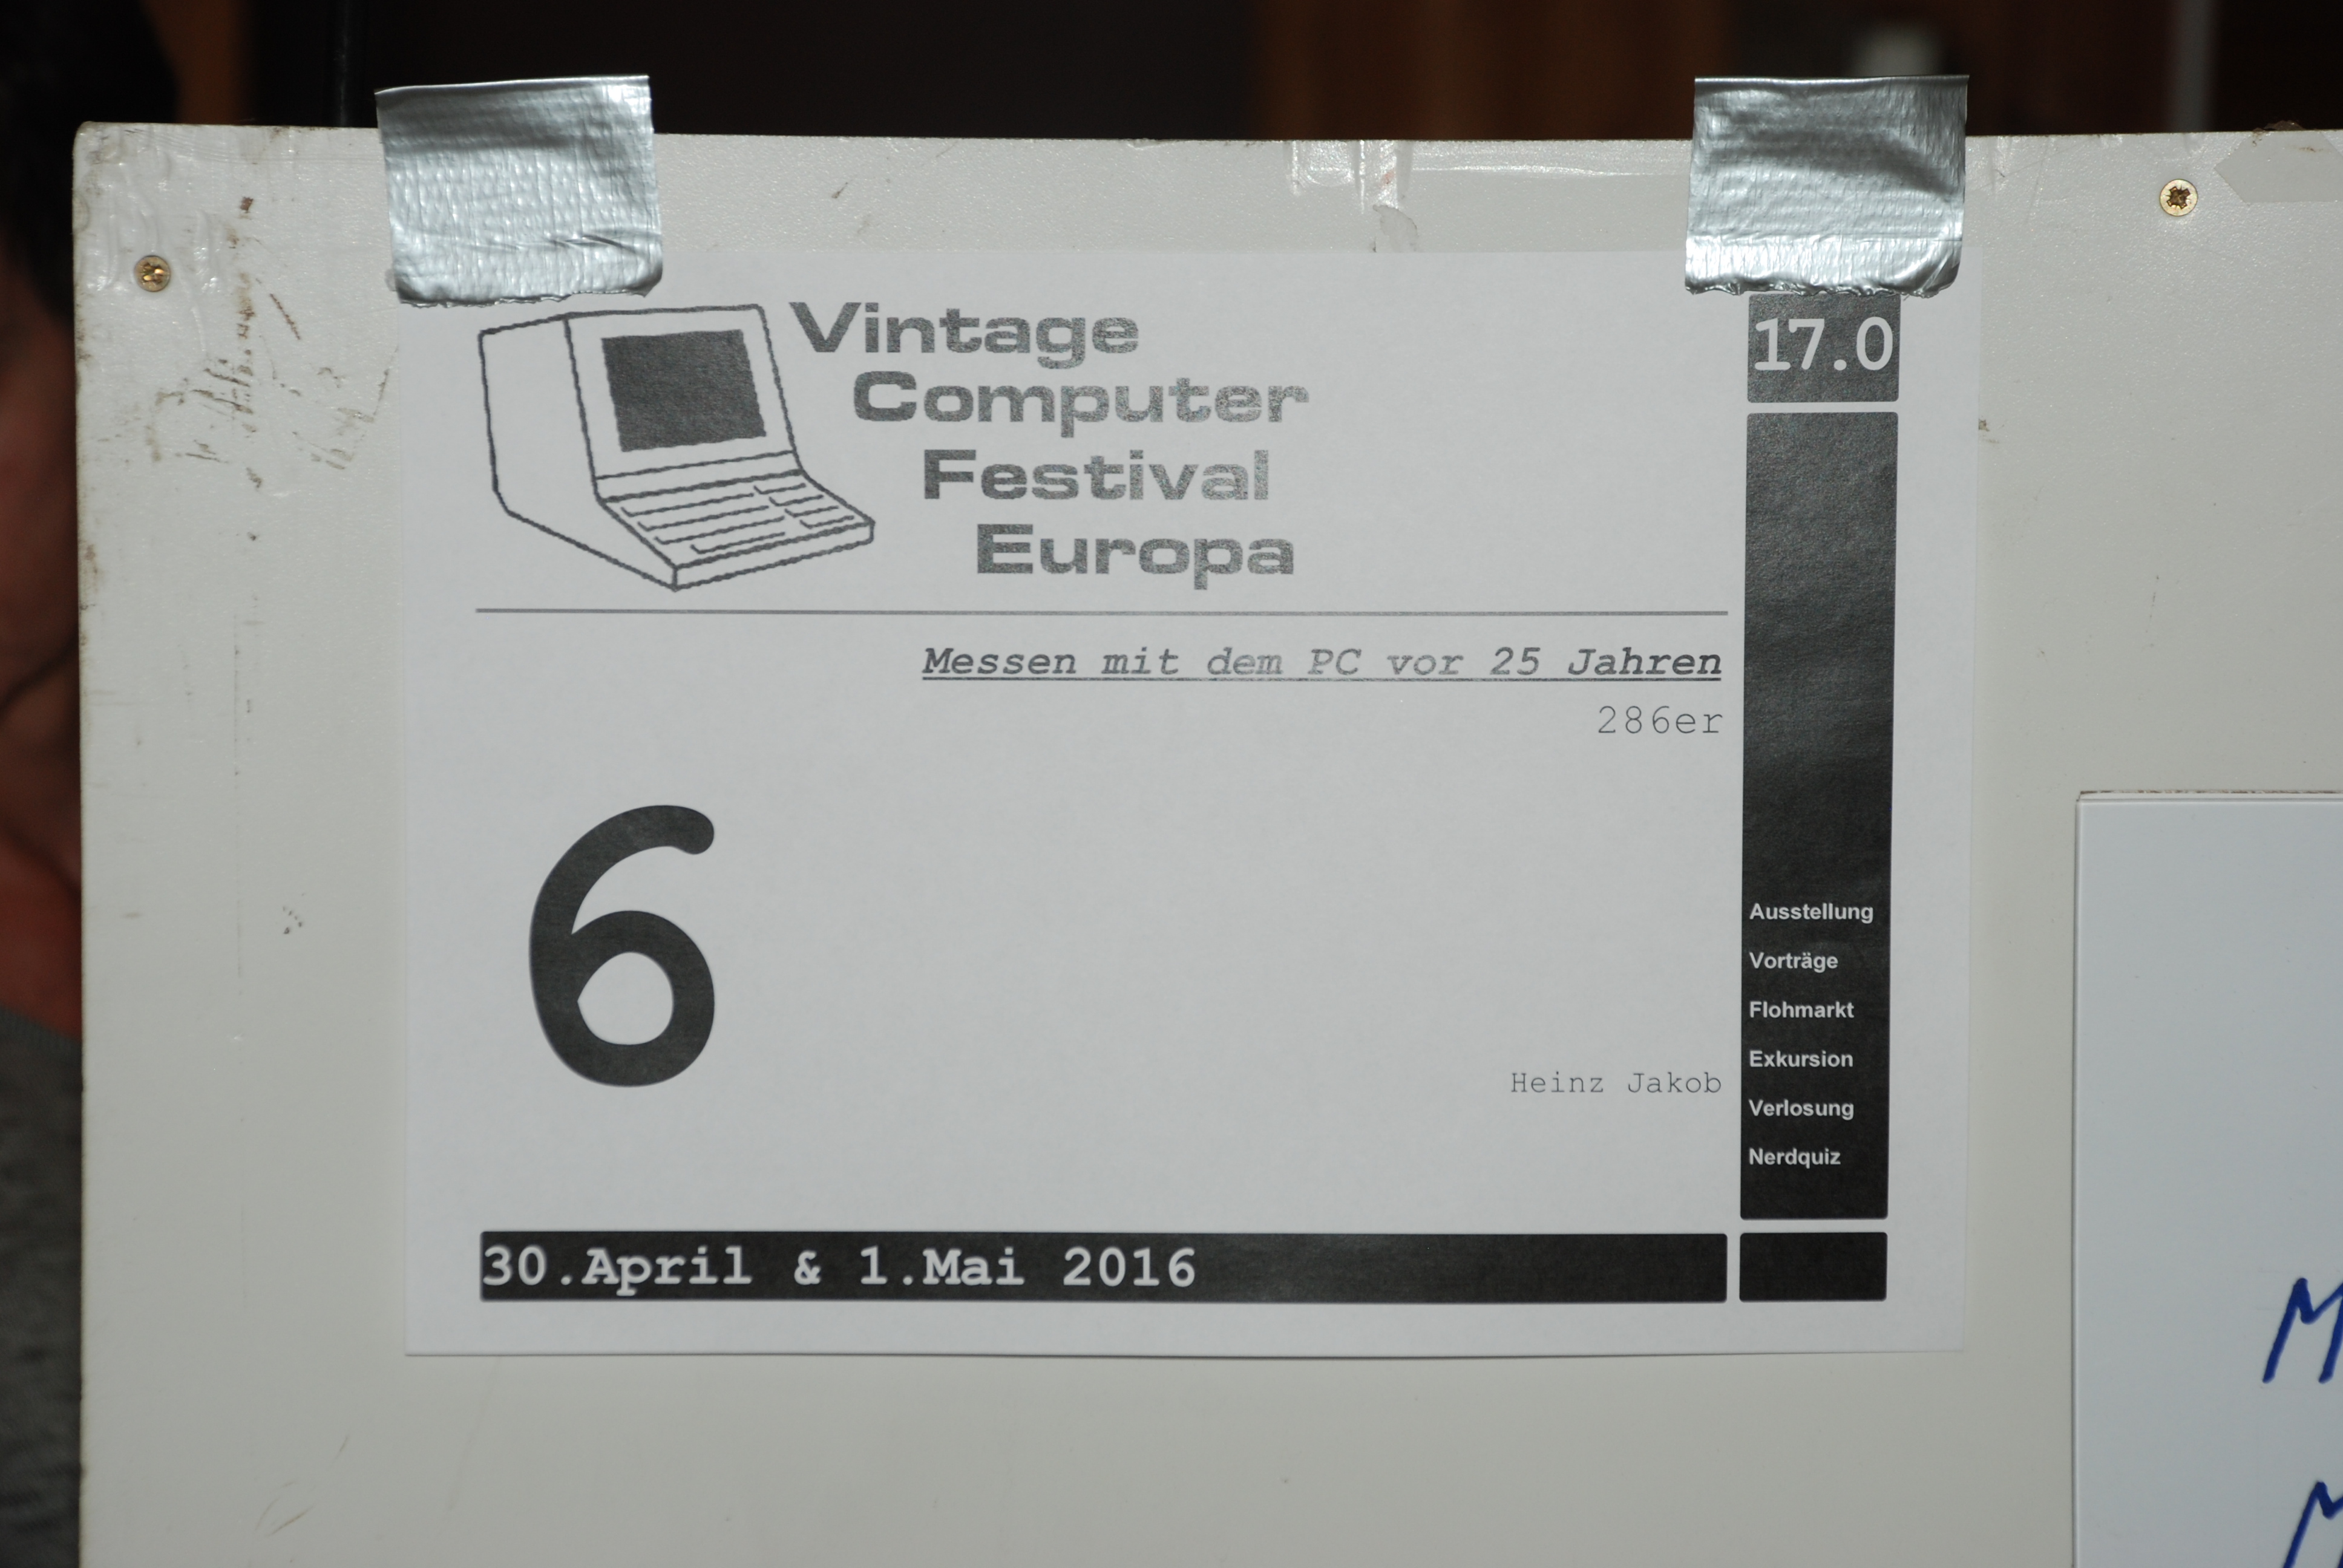 Vintage
Computer
Festival
Europa
17.0
Messen mit dem PC vor 25 Jahren
286er
6
Heinz Jakob
Ausstellung
Vorträge
Flohmarkt
Exkursion
Verlosung
Nerdquiz
30.April & 1.Mai 2016